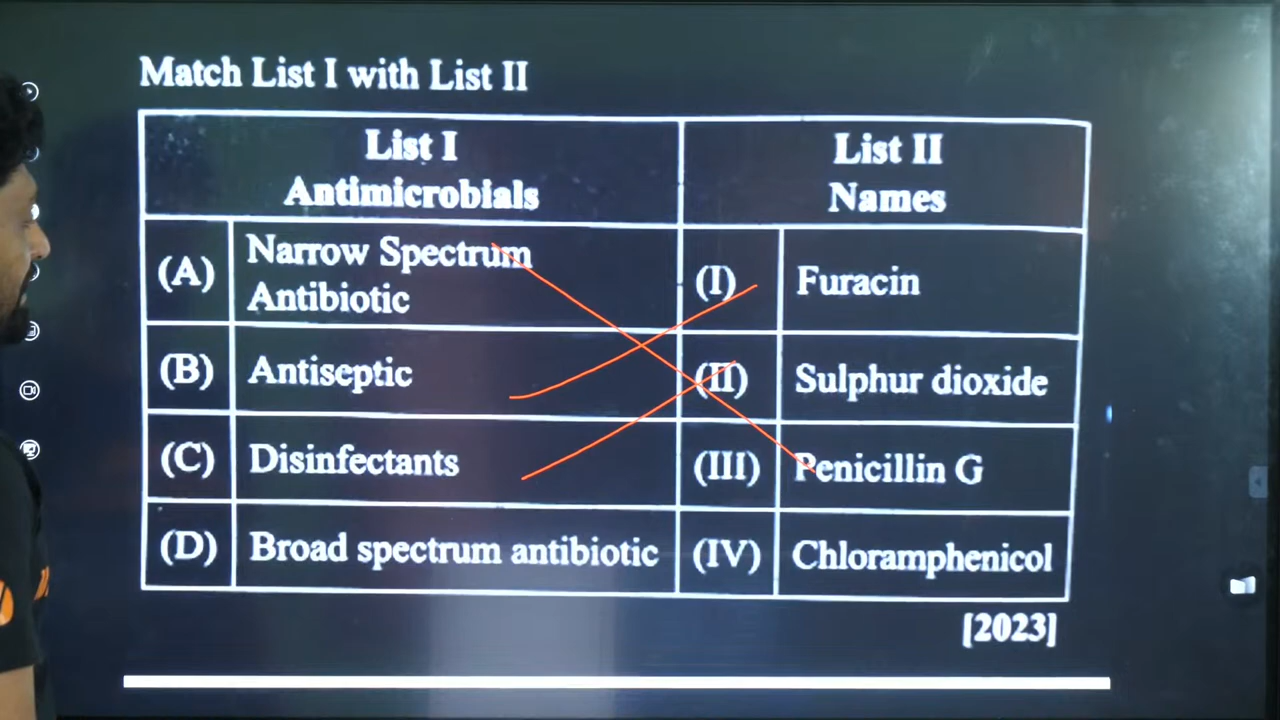 Match List I with List II
List I
Antimicrobials
List II
Names
(A)
Narrow Spectrum
Antibiotic
(I)
Furacin
(B)
Antiseptic
(II)
Sulphur dioxide
(C)
Disinfectants
(III)
Penicillin G
(D)
Broad spectrum antibiotic
(IV)
Chloramphenicol
[2023]